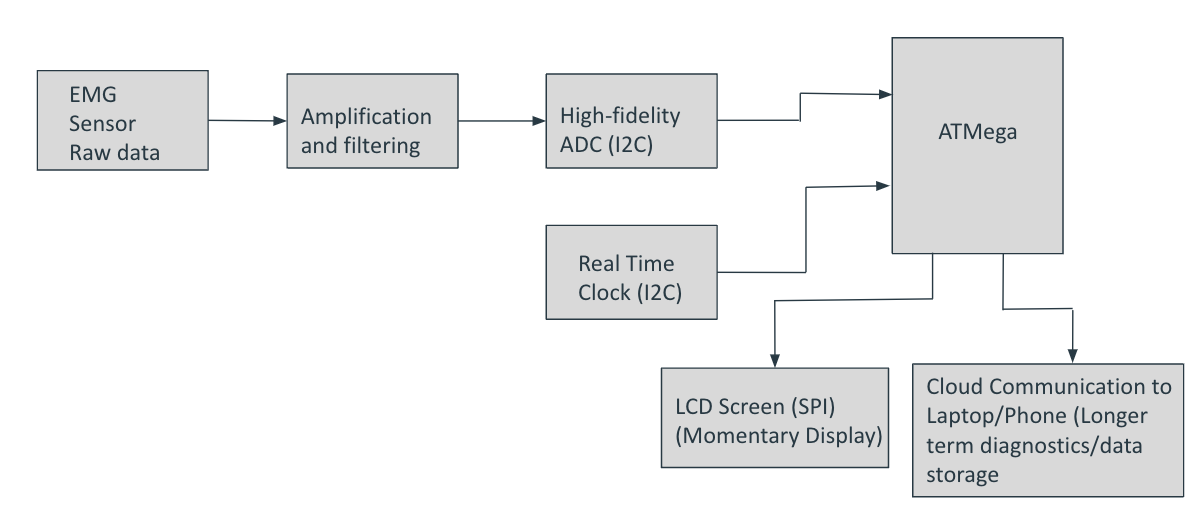 EMG
Sensor
Raw data
Amplification
and filtering
High-fidelity
ADC (I2C)
ATMega
Real Time
Clock (I2C)
LCD Screen (SPI)
(Momentary Display)
Cloud Communication to
Laptop/Phone (Longer
term diagnostics/data
storage